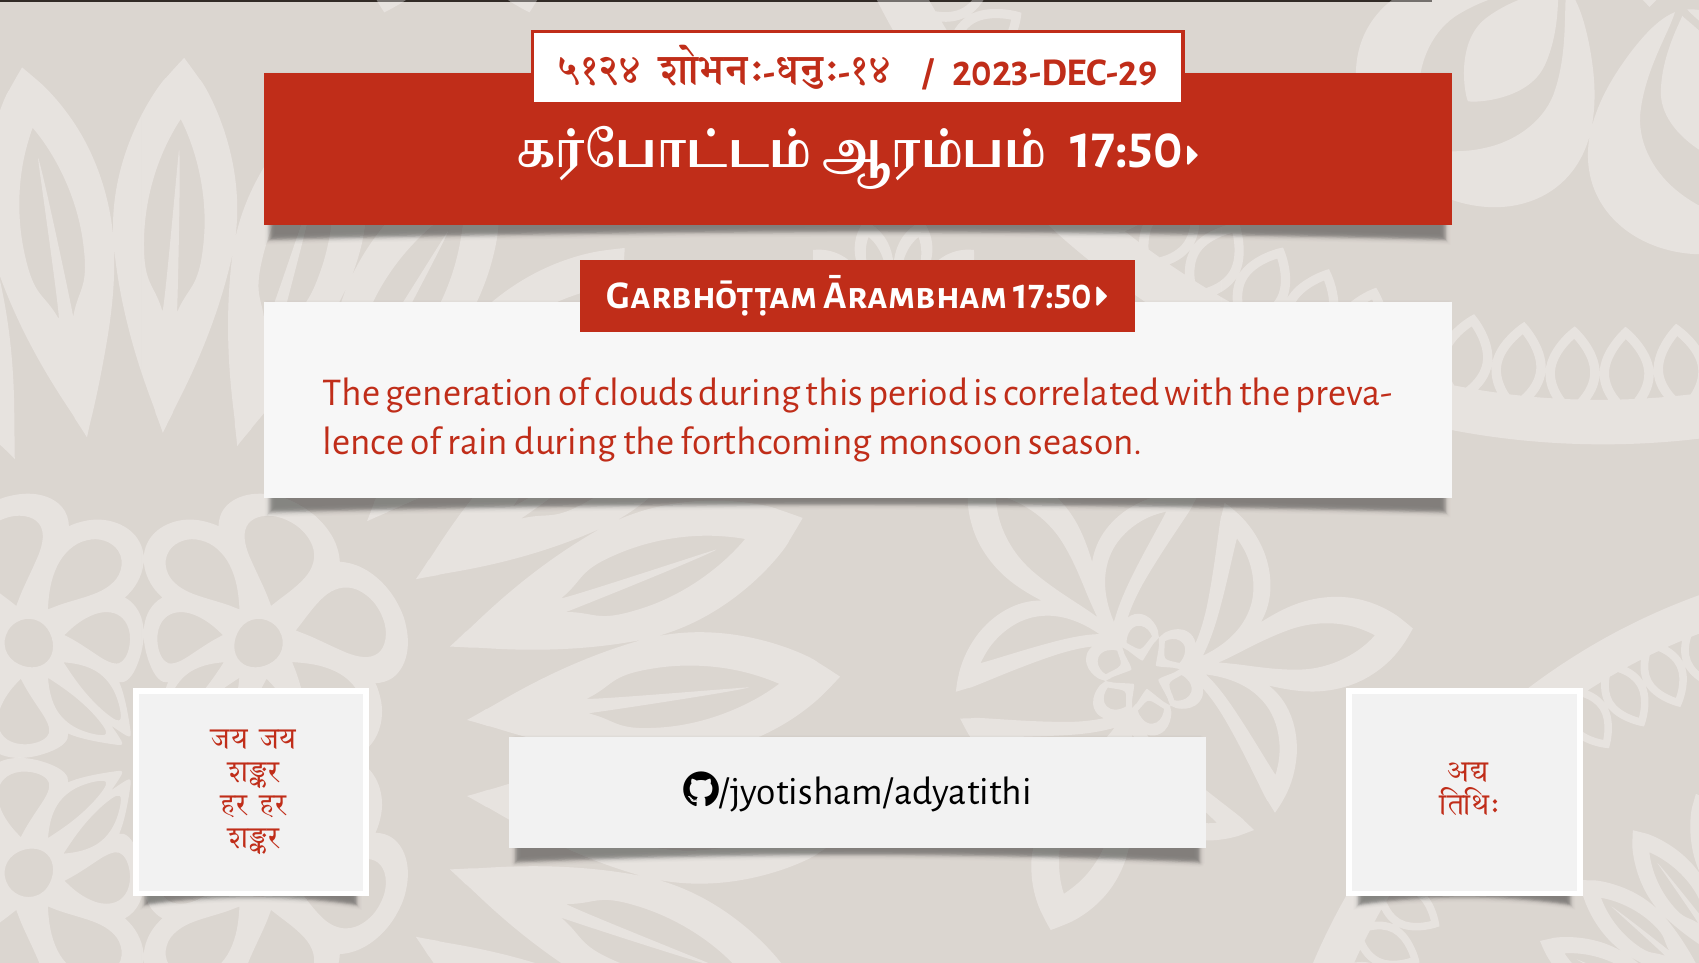 ५१२४ शोभनः-धनुः-१४ / 2023-DEC-29
கர்போட்டம் ஆரம்பம் 17:50▸
Garbhōṭṭam Ārambham 17:50▸
The generation of clouds during this period is correlated with the preva-
lence of rain during the forthcoming monsoon season.
जय जय
शङ्कर
हर हर
शङ्कर
/jyotisham/adyatithi
अद्य
तिथिः